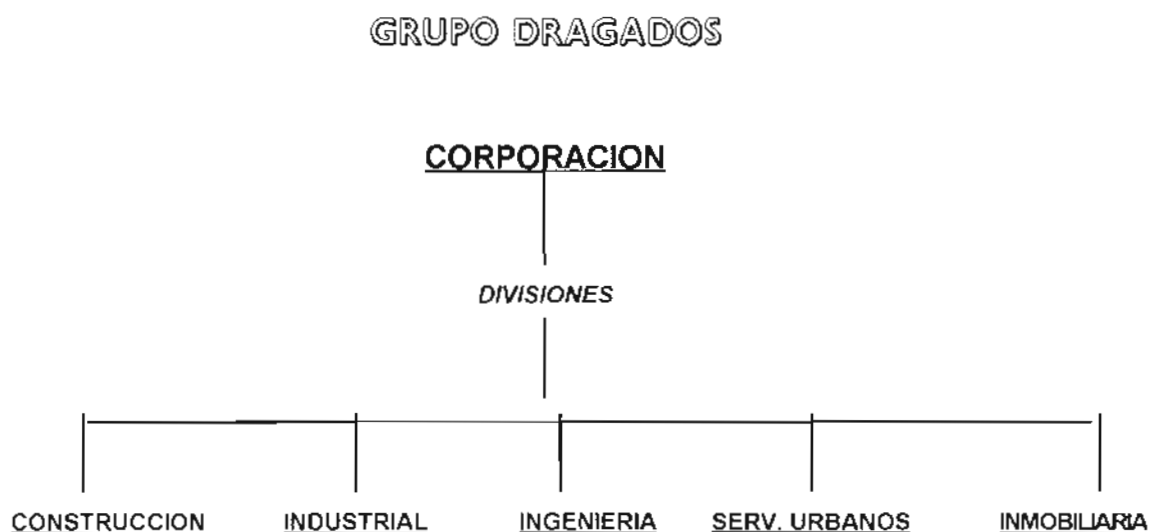 GRUPO DRAGADOS
CORPORACION
DIVISIONES
CONSTRUCCION INDUSTRIAL INGENIERIA SERV. URBANOS INMOBILIARIA